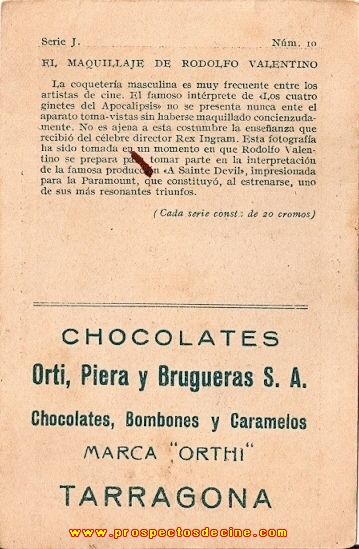 Serie J. Núm. 10
EL MAQUILLAJE DE RODOLFO VALENTINO
La coquetería masculina es muy frecuente entre los
artistas de cine. El famoso intérprete de «Los cuatro
ginetes del Apocalipsis» no se presenta nunca ente el
aparato toma-vistas sin haberse maquillado concienzuda-
mente. No es ajena a esta costumbre la enseñanza que
recibió del célebre director Rex Ingram. Esta fotografía
ha sido tomada en un momento en que Rodolfo Valen-
tino se prepara para tomar parte en la interpretación
de la famosa producción «A Sainte Devil», impresionada
para la Paramount, que constituyó, al estrenarse, uno
de sus más resonantes triunfos.
(Cada serie const : de 20 cromos)
CHOCOLATES
Orti, Piera y Brugueras S. A.
Chocolates, Bombones y Caramelos
MARCA "ORTHI"
TARRAGONA
www.prospectosdecine.com